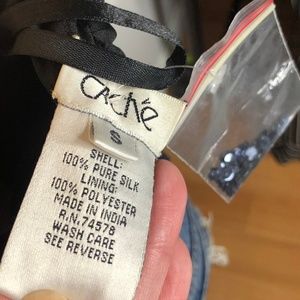 Caché
S
SHELL:
100% PURE SILK
LINING:
100% POLYESTER
MADE IN INDIA
R.N. 74578
WASH CARE
SEE REVERSE